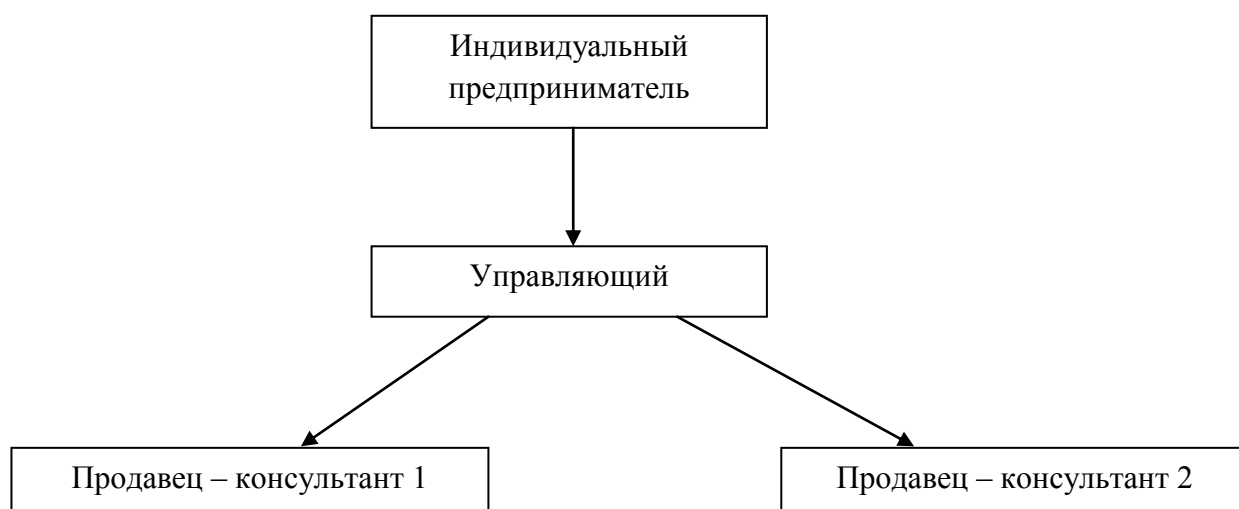 Индивидуальный
предприниматель
Управляющий
Продавец – консультант 1
Продавец – консультант 2